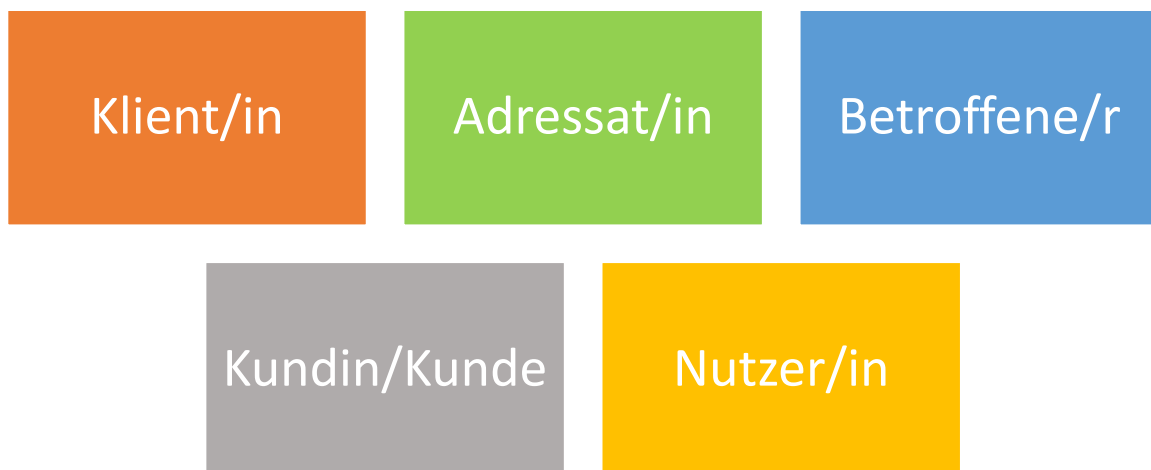 Klient/in
Adressat/in
Betroffene/r
Kundin/Kunde
Nutzer/in